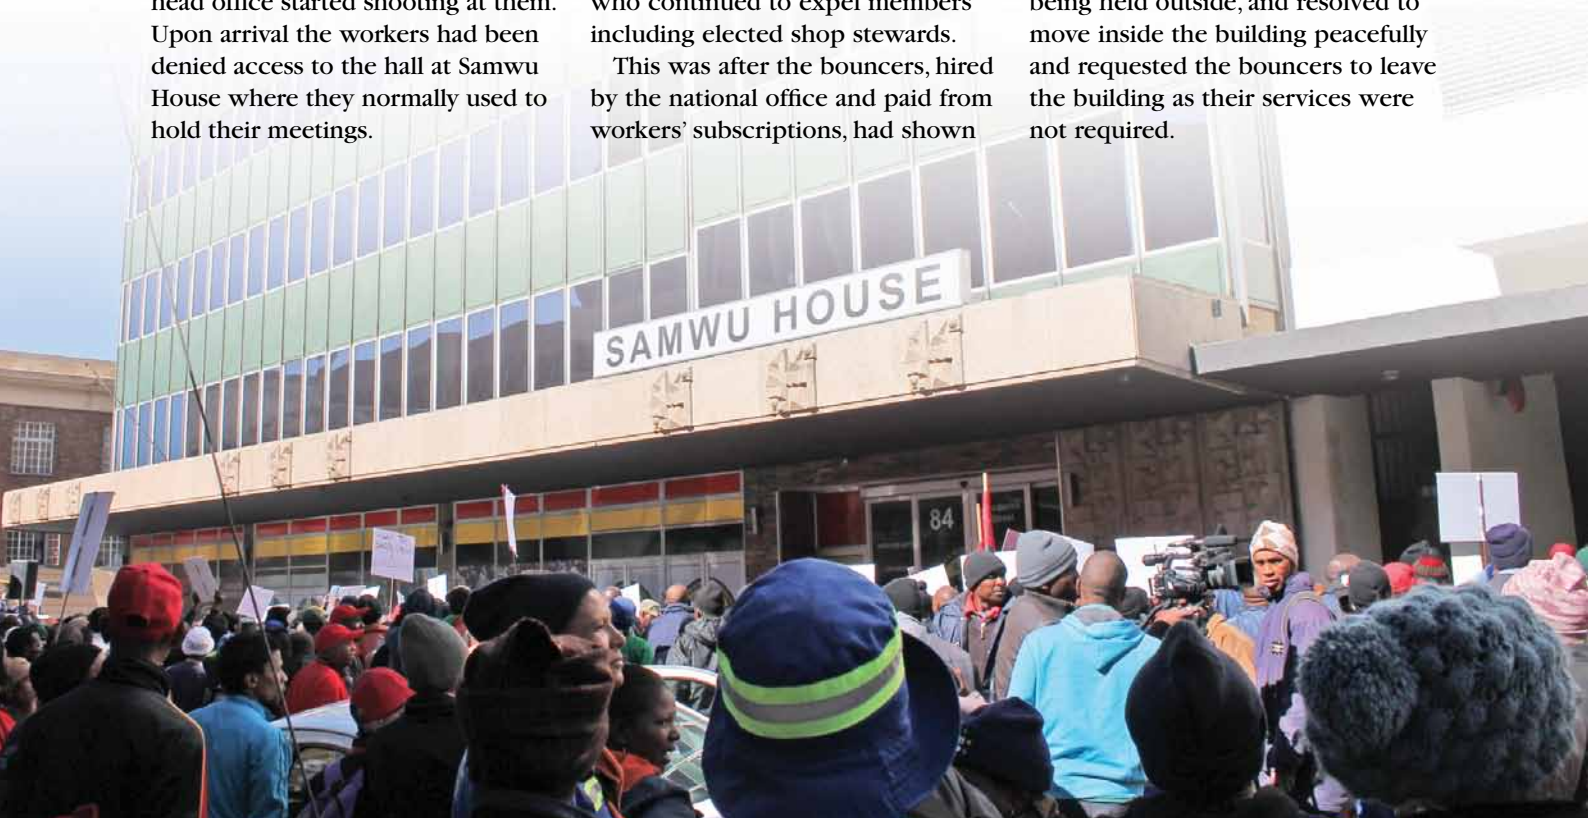 head office started shooting at them.
Upon arrival the workers had been
denied access to the hall at Samwu
House where they normally used to
hold their meetings.
who continued to expel members
including elected shop stewards.
This was after the bouncers, hired
by the national office and paid from
workers’ subscriptions, had shown
being held outside, and resolved to
move inside the building peacefully
and requested the bouncers to leave
the building as their services were
not required.
SAMWU HOUSE
84